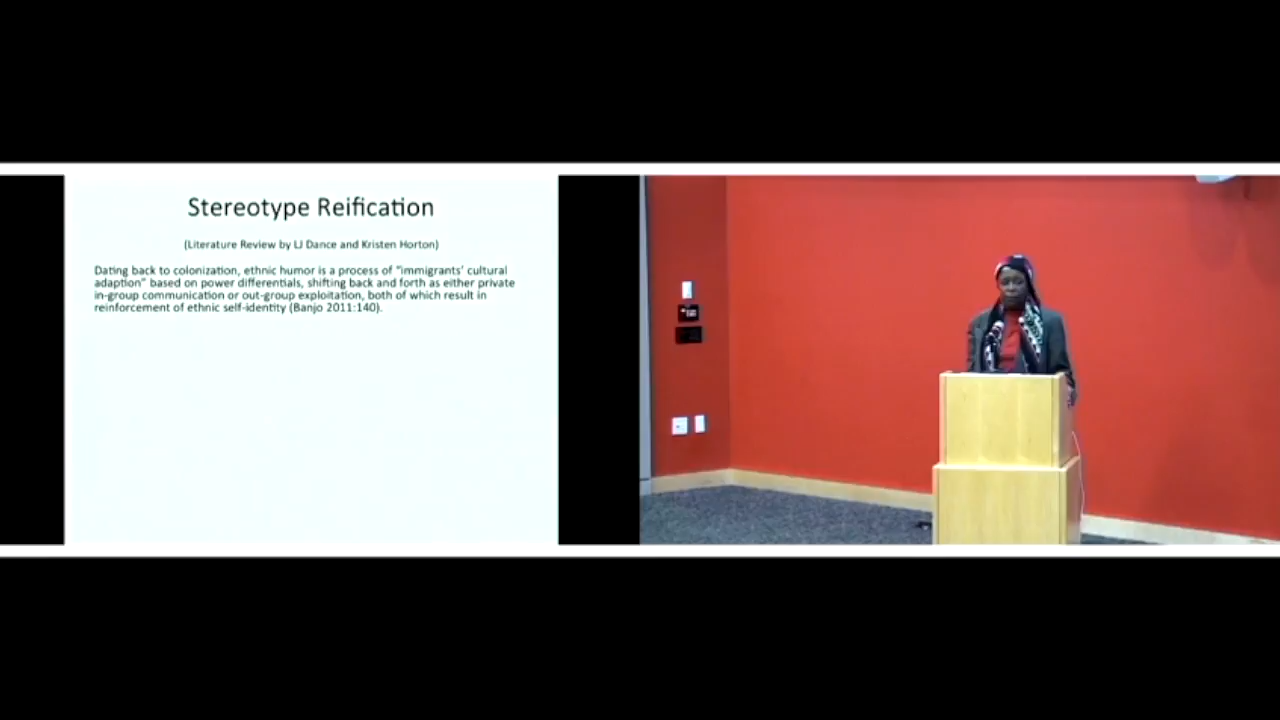 Stereotype Reification
(Literature Review by LJ Dance and Kristen Horton)
Dating back to colonization, ethnic humor is a process of "immigrants' cultural
adaption" based on power differentials, shifting back and forth as either private
in-group communication or out-group exploitation, both of which result in
reinforcement of ethnic self-identity (Banjo 2011:140).